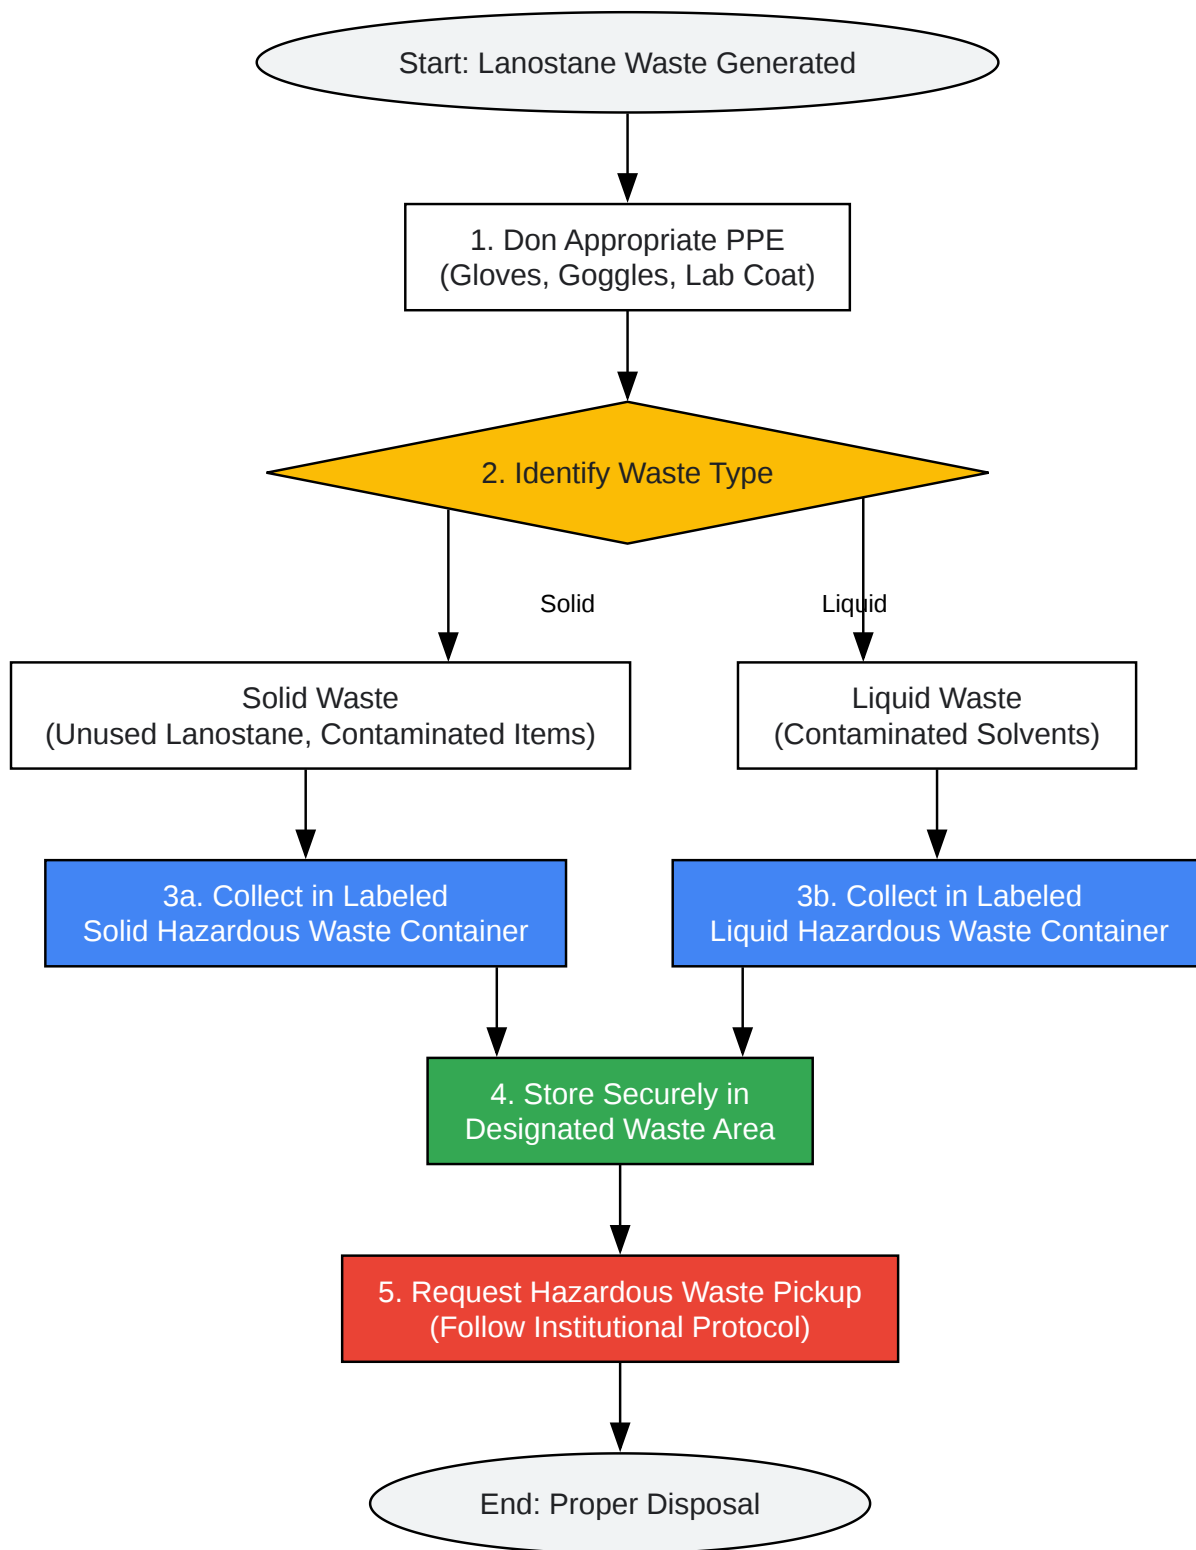 Start: Lanostane Waste Generated
1. Don Appropriate PPE
(Gloves, Goggles, Lab Coat)
2. Identify Waste Type
Solid
Liquid
Solid Waste
(Unused Lanostane, Contaminated Items)
Liquid Waste
(Contaminated Solvents)
3a. Collect in Labeled
Solid Hazardous Waste Container
3b. Collect in Labeled
Liquid Hazardous Waste Container
4. Store Securely in
Designated Waste Area
5. Request Hazardous Waste Pickup
(Follow Institutional Protocol)
End: Proper Disposal